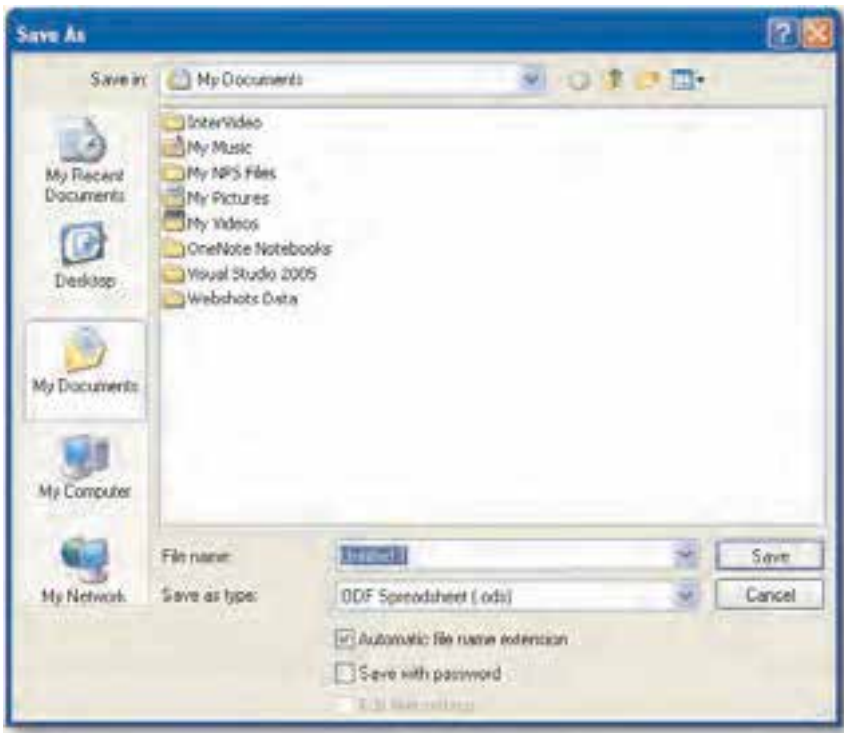 Save As
Save in:
My Documents
My Recent
Documents
Desktop
My Documents
My Computer
My Network
InterVideo
My Music
My NPS Files
My Pictures
My Videos
OneNote Notebooks
Visual Studio 2005
Webshots Data
File name:
Save
Save as type:
ODF Spreadsheet (.ods)
Cancel
Automatic file name extension
Save with password